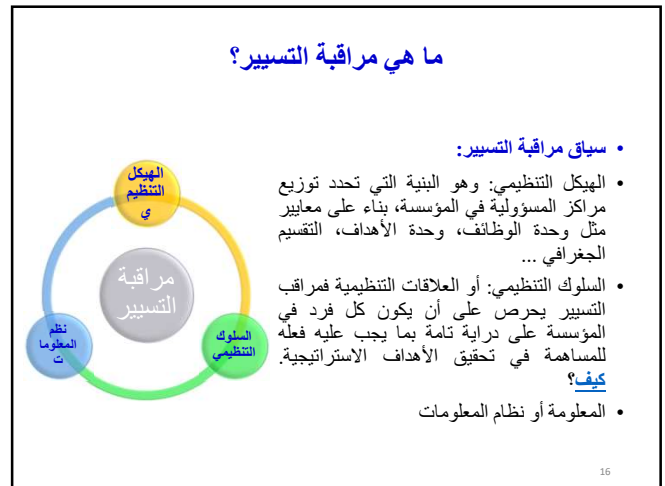 ما هي مراقبة التسيير؟
• سياق مراقبة التسيير:
• الهيكل التنظيمي: وهو البنية التي تحدد توزيع
مراكز المسؤولية في المؤسسة، بناء على معايير
مثل وحدة الوظائف، وحدة الأهداف، التقسيم
الجغرافي ...
• السلوك التنظيمي: أو العلاقات التنظيمية فمراقب
التسيير يحرص على أن يكون كل فرد في
المؤسسة على دراية تامة بما يجب عليه فعله
للمساهمة في تحقيق الأهداف الاستراتيجية.
كيف؟
• المعلومة أو نظام المعلومات
الهيكل
التنظيم
ي
مراقبة
التسيير
السلوك
التنظيمي
نظم
المعلوما
ت
16